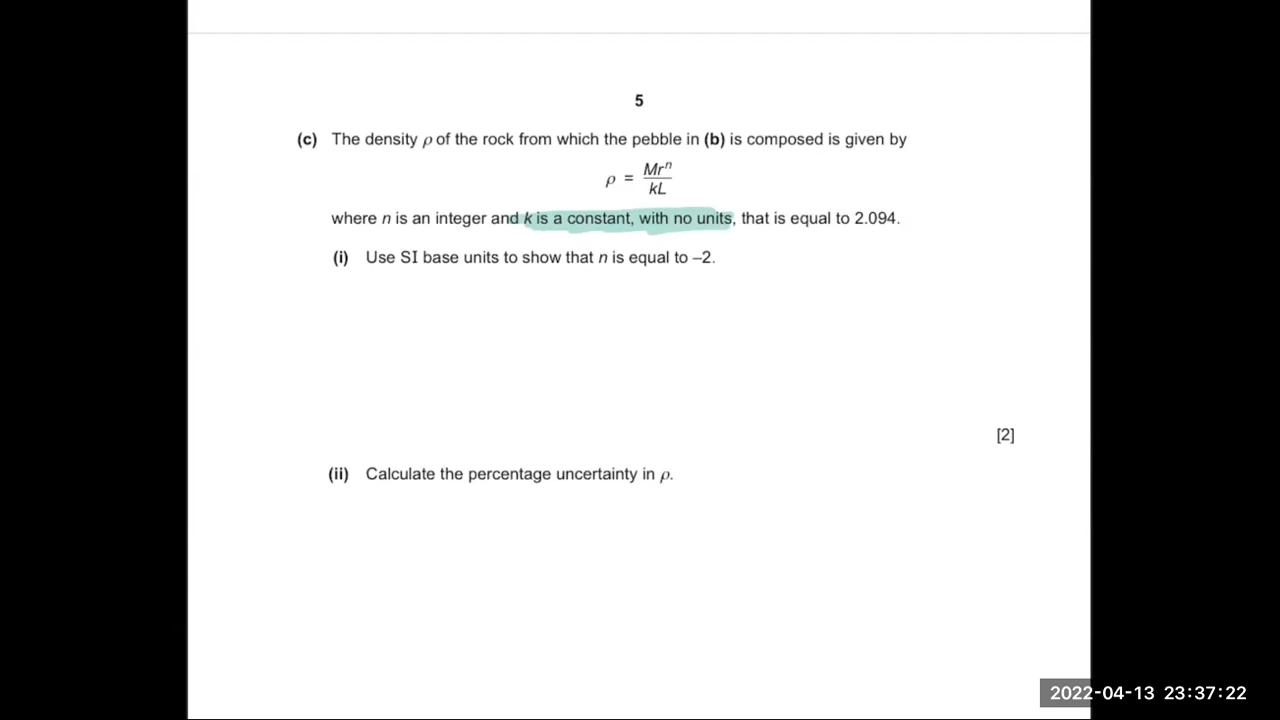 5
(c) The density ρ of the rock from which the pebble in (b) is composed is given by
ρ = Mrⁿ / kL
where n is an integer and k is a constant, with no units, that is equal to 2.094.
(i) Use SI base units to show that n is equal to –2.
[2]
(ii) Calculate the percentage uncertainty in ρ.
2022-04-13 23:37:22